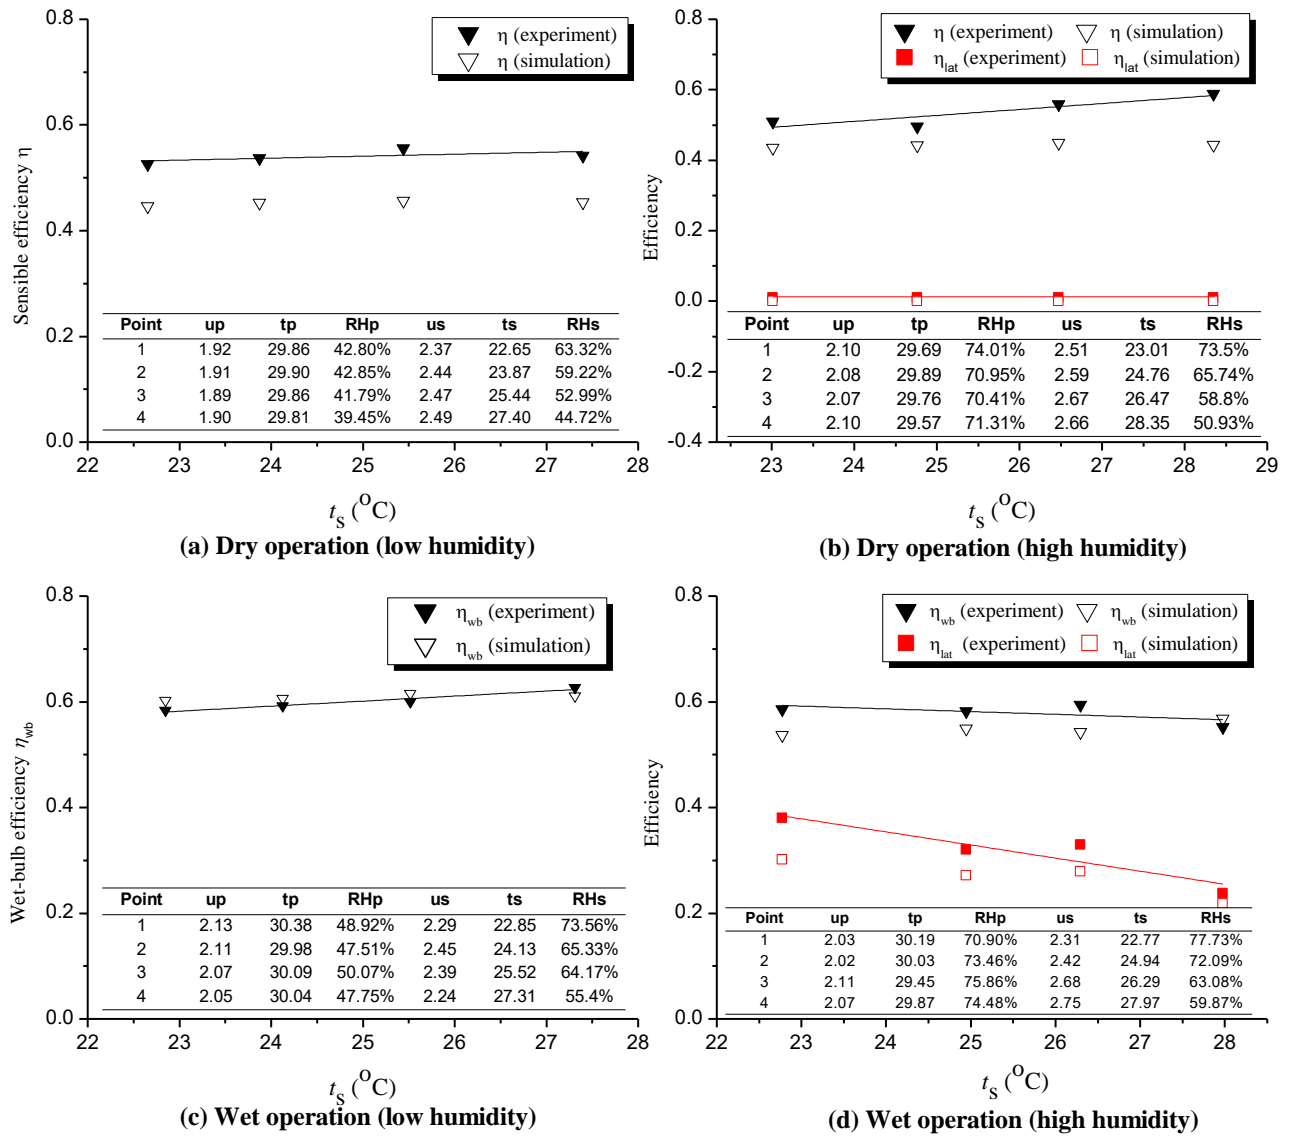 0.8
0.6
0.4
0.2
0.0
Sensible efficiency η
η (experiment)
η (simulation)
Point up tp RHp us ts RHs
1 1.92 29.86 42.80% 2.37 22.65 63.32%
2 1.91 29.90 42.85% 2.44 23.87 59.22%
3 1.89 29.86 41.79% 2.47 25.44 52.99%
4 1.90 29.81 39.45% 2.49 27.40 44.72%
22 23 24 25 26 27 28
tS (OC)
(a) Dry operation (low humidity)
0.8
0.6
0.4
0.2
0.0
-0.2
-0.4
Efficiency
η (experiment) η (simulation)
ηlat (experiment) ηlat (simulation)
Point up tp RHp us ts RHs
1 2.10 29.69 74.01% 2.51 23.01 73.5%
2 2.08 29.89 70.95% 2.59 24.76 65.74%
3 2.07 29.76 70.41% 2.67 26.47 58.8%
4 2.10 29.57 71.31% 2.66 28.35 50.93%
23 24 25 26 27 28 29
tS (OC)
(b) Dry operation (high humidity)
0.8
0.6
0.4
0.2
0.0
Wet-bulb efficiency ηwb
ηwb (experiment)
ηwb (simulation)
Point up tp RHp us ts RHs
1 2.13 30.38 48.92% 2.29 22.85 73.56%
2 2.11 29.98 47.51% 2.45 24.13 65.33%
3 2.07 30.09 50.07% 2.39 25.52 64.17%
4 2.05 30.04 47.75% 2.24 27.31 55.4%
22 23 24 25 26 27 28
tS (OC)
(c) Wet operation (low humidity)
0.8
0.6
0.4
0.2
0.0
Efficiency
ηwb (experiment) ηwb (simulation)
ηlat (experiment) ηlat (simulation)
Point up tp RHp us ts RHs
1 2.03 30.19 70.90% 2.31 22.77 77.73%
2 2.02 30.03 73.46% 2.42 24.94 72.09%
3 2.11 29.45 75.86% 2.68 26.29 63.08%
4 2.07 29.87 74.48% 2.75 27.97 59.87%
22 23 24 25 26 27 28
tS (OC)
(d) Wet operation (high humidity)